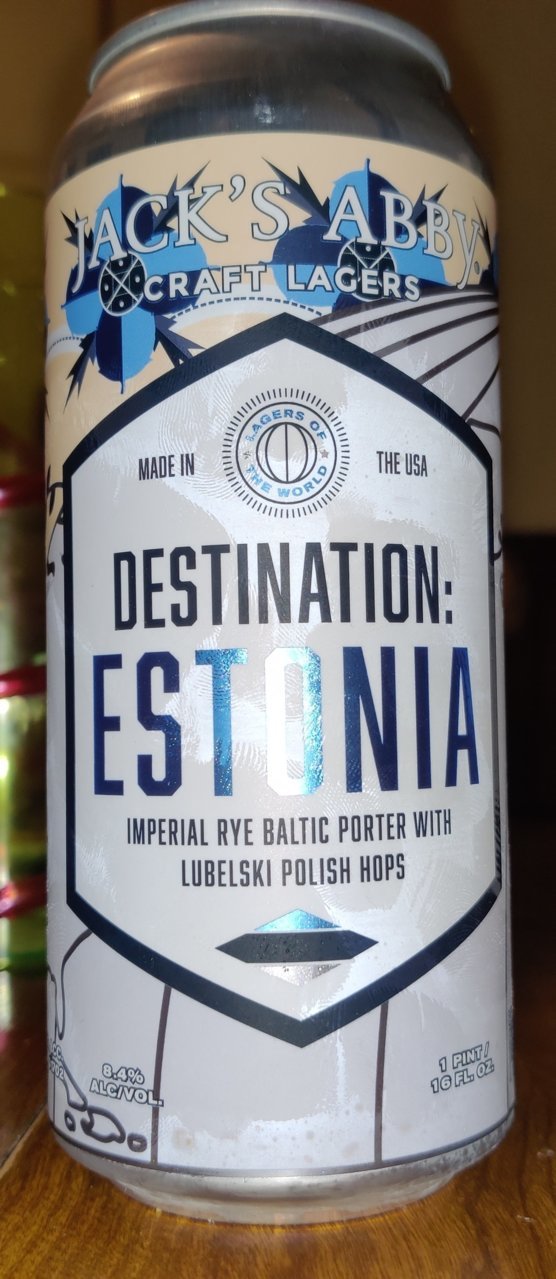 JACK'S ABBY
CRAFT LAGERS
LAGERS OF
THE WORLD
MADE IN
THE USA
DESTINATION:
ESTONIA
IMPERIAL RYE BALTIC PORTER WITH
LUBELSKI POLISH HOPS
8.4%
ALC/VOL.
1 PINT /
16 FL. OZ.